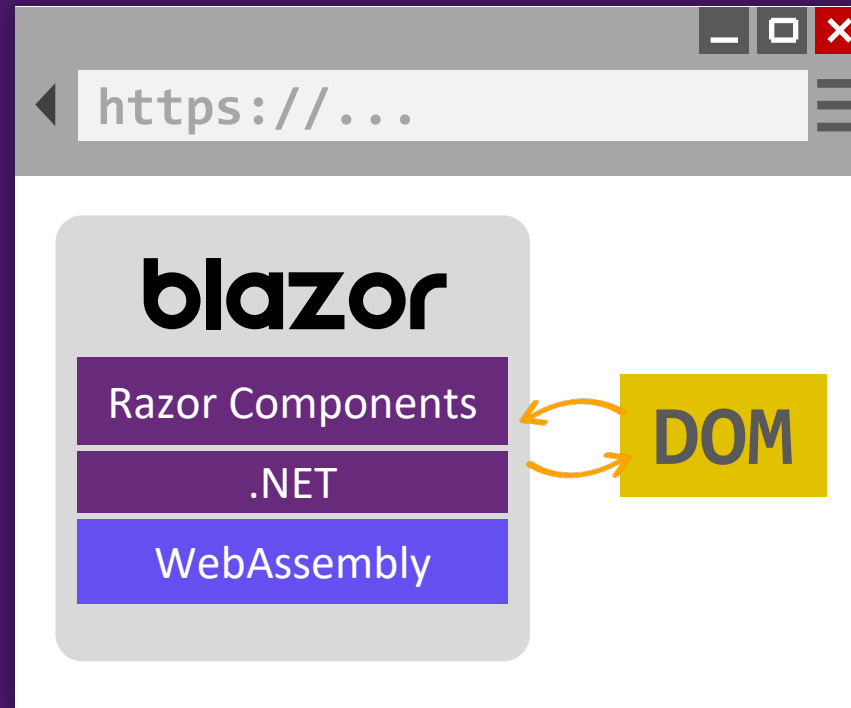 https://...
blazor
Razor Components
.NET
WebAssembly
DOM